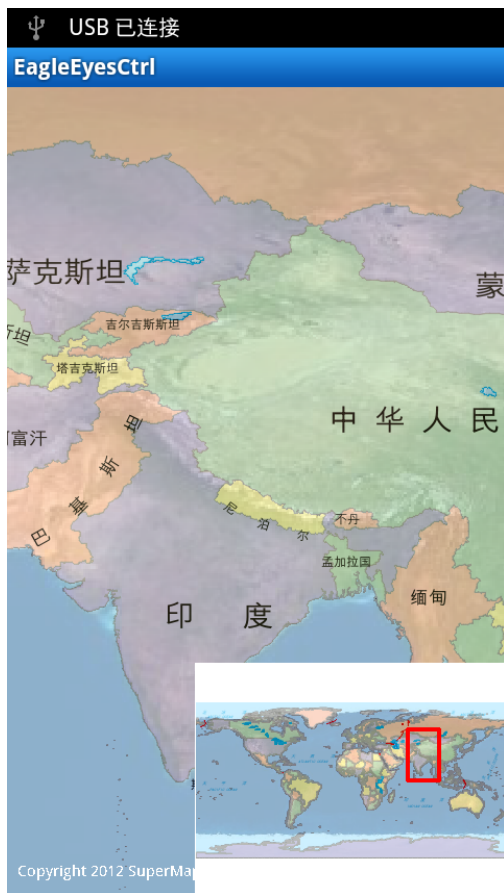 USB 已连接
EagleEyesCtrl
萨克斯坦
蒙
吉尔吉斯斯坦
斯坦
塔吉克斯坦
中华人民
富汗
巴基斯坦
尼泊尔
不丹
孟加拉国
缅甸
印度
Copyright 2012 SuperMap